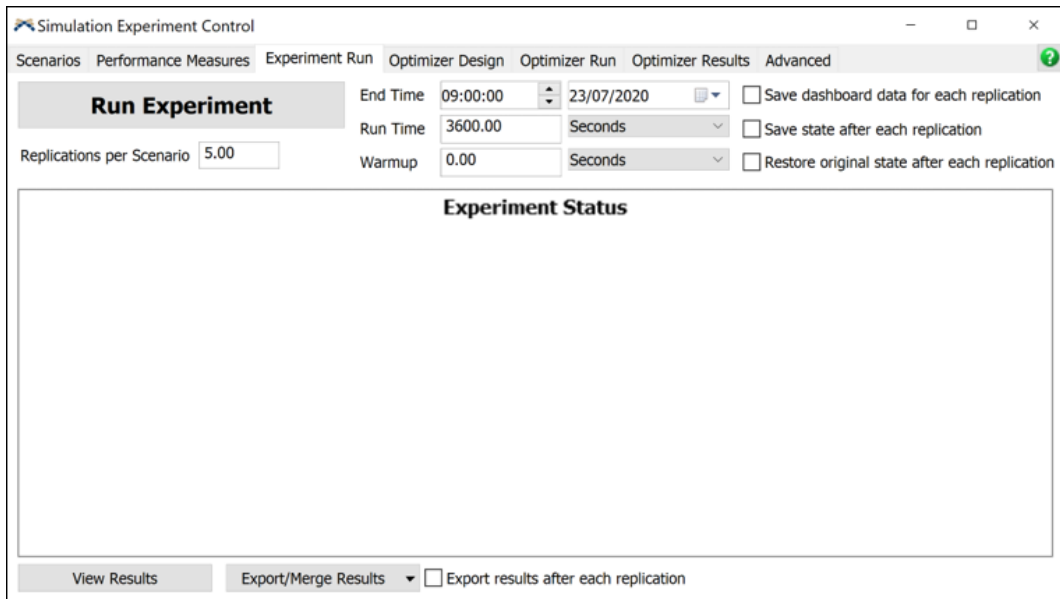 Simulation Experiment Control
Scenarios Performance Measures Experiment Run Optimizer Design Optimizer Run Optimizer Results Advanced
Run Experiment
Replications per Scenario 5.00
End Time 09:00:00 23/07/2020
Run Time 3600.00 Seconds
Warmup 0.00 Seconds
Save dashboard data for each replication
Save state after each replication
Restore original state after each replication
Experiment Status
View Results Export/Merge Results Export results after each replication